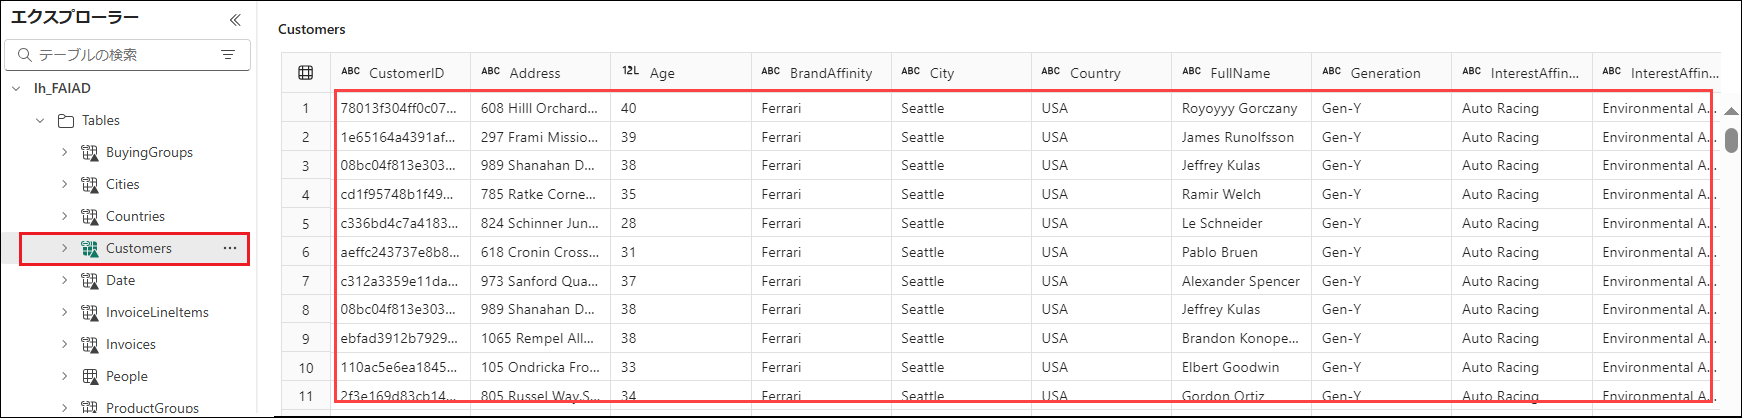 エクスプローラー
テーブルの検索
lh_FAIAD
Tables
BuyingGroups
Cities
Countries
Customers ...
Date
InvoiceLineItems
Invoices
People
ProductGroups
Customers
ABC CustomerID ABC Address 12L Age ABC BrandAffinity ABC City ABC Country ABC FullName ABC Generation ABC InterestAffin... ABC InterestAffin...
1 78013f304ff0c07... 608 Hilll Orchard... 40 Ferrari Seattle USA Royoyyy Gorczany Gen-Y Auto Racing Environmental A...
2 1e65164a4391af... 297 Frami Missio... 39 Ferrari Seattle USA James Runolfsson Gen-Y Auto Racing Environmental A...
3 08bc04f813e303... 989 Shanahan D... 38 Ferrari Seattle USA Jeffrey Kulas Gen-Y Auto Racing Environmental A...
4 cd1f95748b1f49... 785 Ratke Corne... 35 Ferrari Seattle USA Ramir Welch Gen-Y Auto Racing Environmental A...
5 c336bd4c7a4183... 824 Schinner Jun... 28 Ferrari Seattle USA Le Schneider Gen-Y Auto Racing Environmental A...
6 aeffc243737e8b8... 618 Cronin Cross... 31 Ferrari Seattle USA Pablo Bruen Gen-Y Auto Racing Environmental A...
7 c312a3359e11da... 973 Sanford Qua... 37 Ferrari Seattle USA Alexander Spencer Gen-Y Auto Racing Environmental A...
8 08bc04f813e303... 989 Shanahan D... 38 Ferrari Seattle USA Jeffrey Kulas Gen-Y Auto Racing Environmental A...
9 ebfad3912b7929... 1065 Rempel All... 38 Ferrari Seattle USA Brandon Konope... Gen-Y Auto Racing Environmental A...
10 110ac5e6ea1845... 105 Ondricka Fro... 33 Ferrari Seattle USA Elbert Goodwin Gen-Y Auto Racing Environmental A...
11 2f3e169d83cb14... 805 Russel Way,S... 34 Ferrari Seattle USA Gordon Ortiz Gen-Y Auto Racing Environmental A...